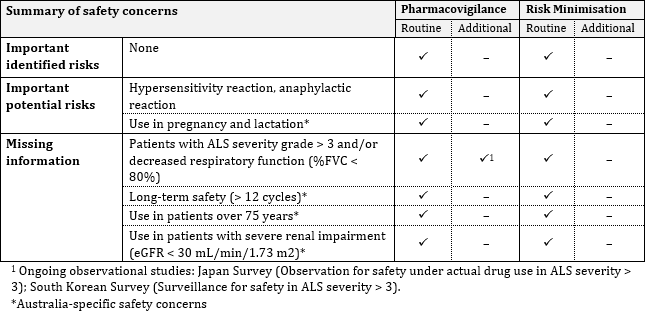 Summary of safety concerns Pharmacovigilance Risk Minimisation
Routine Additional Routine Additional
Important identified risks None ✓ – ✓ –
Important potential risks Hypersensitivity reaction, anaphylactic reaction ✓ – ✓ –
Use in pregnancy and lactation* ✓ – ✓ –
Missing information Patients with ALS severity grade > 3 and/or decreased respiratory function (%FVC < 80%) ✓ ✓¹ ✓ –
Long-term safety (> 12 cycles)* ✓ – ✓ –
Use in patients over 75 years* ✓ – ✓ –
Use in patients with severe renal impairment (eGFR < 30 mL/min/1.73 m2)* ✓ – ✓ –
¹ Ongoing observational studies: Japan Survey (Observation for safety under actual drug use in ALS severity >
3); South Korean Survey (Surveillance for safety in ALS severity > 3).
*Australia-specific safety concerns